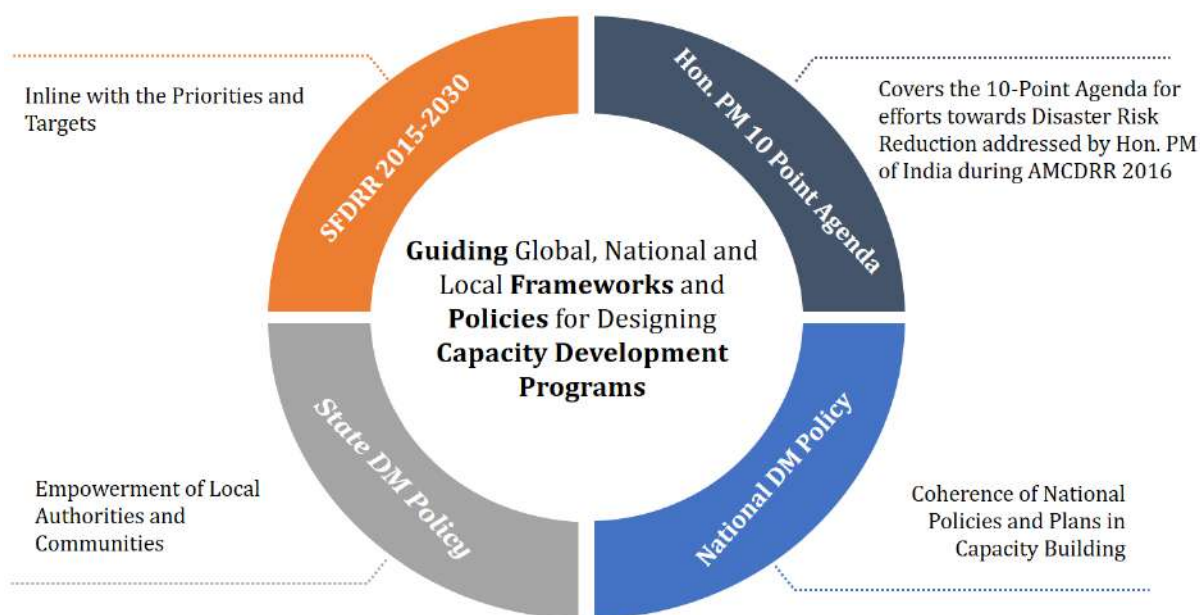 SFDRR 2015-2030
Hon. PM 10 Point Agenda
Inline with the Priorities and
Targets
Covers the 10-Point Agenda for
efforts towards Disaster Risk
Reduction addressed by Hon. PM
of India during AMCDRR 2016
Guiding Global, National and
Local Frameworks and
Policies for Designing
Capacity Development
Programs
State DM Policy
National DM Policy
Empowerment of Local
Authorities and
Communities
Coherence of National
Policies and Plans in
Capacity Building